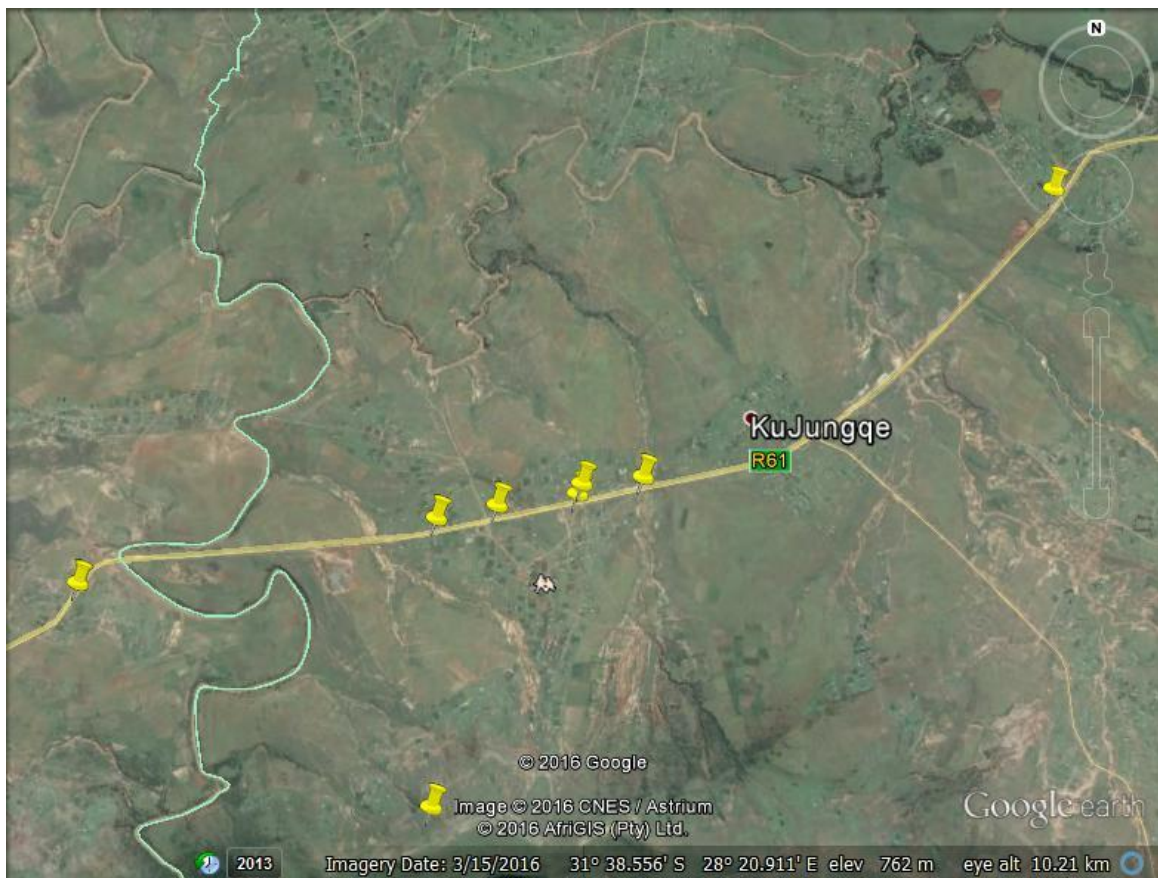 N
KuJungqe
R61
© 2016 Google
Image © 2016 CNES / Astrium
© 2016 AfriGIS (Pty) Ltd.
Google earth
2013 Imagery Date: 3/15/2016 31° 38.556' S 28° 20.911' E elev 762 m eye alt 10.21 km